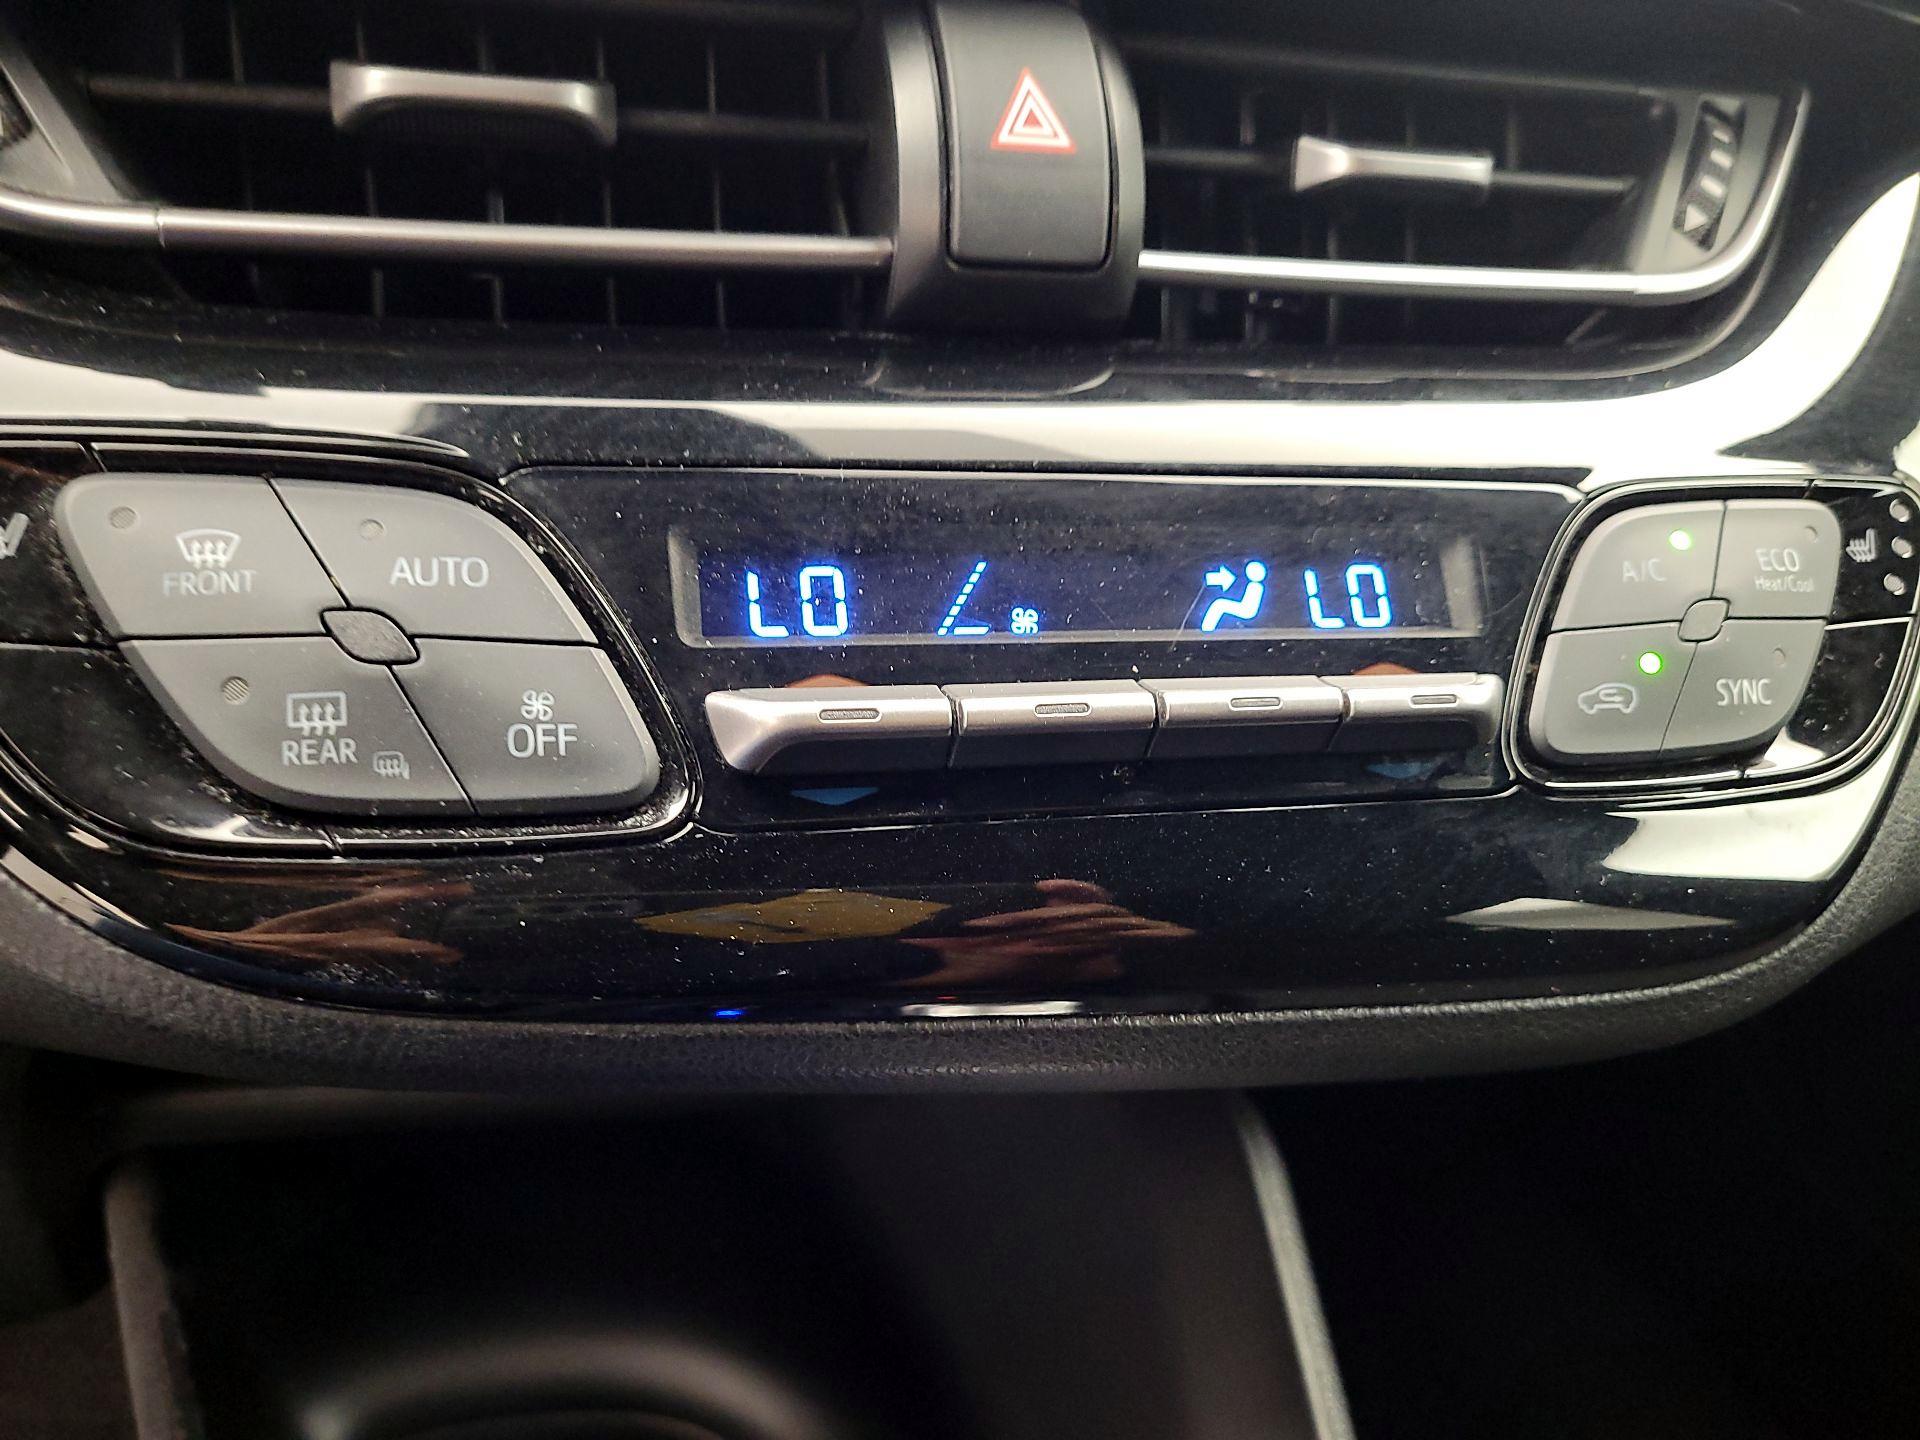 FRONT
AUTO
REAR
OFF
LO
LO
A/C
ECO
Heat/Cool
SYNC